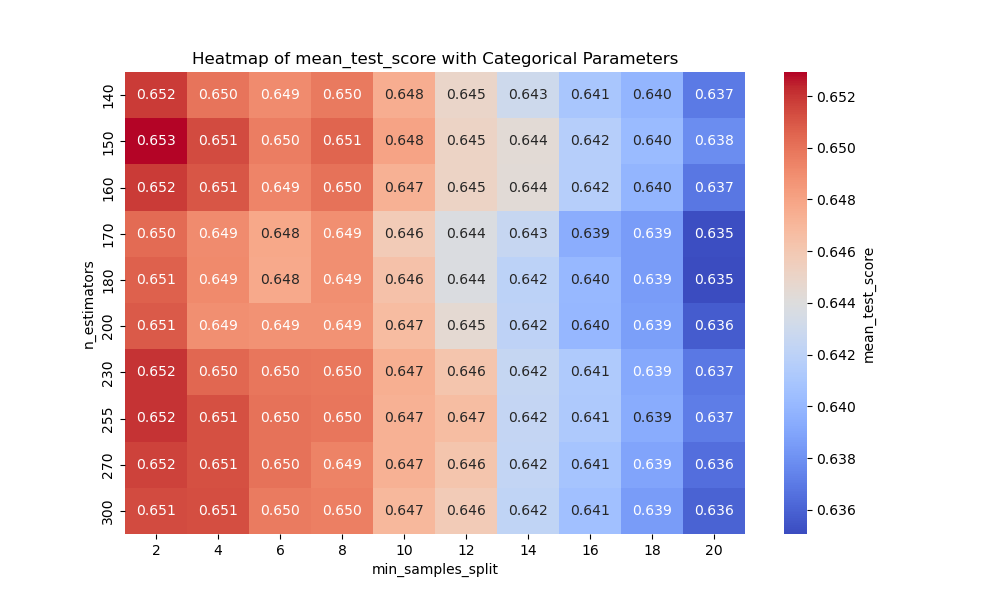 Heatmap of mean_test_score with Categorical Parameters
140 0.652 0.650 0.649 0.650 0.648 0.645 0.643 0.641 0.640 0.637
150 0.653 0.651 0.650 0.651 0.648 0.645 0.644 0.642 0.640 0.638
160 0.652 0.651 0.649 0.650 0.647 0.645 0.644 0.642 0.640 0.637
170 0.650 0.649 0.648 0.649 0.646 0.644 0.643 0.639 0.639 0.635
180 0.651 0.649 0.648 0.649 0.646 0.644 0.642 0.640 0.639 0.635
200 0.651 0.649 0.649 0.649 0.647 0.645 0.642 0.640 0.639 0.636
230 0.652 0.650 0.650 0.650 0.647 0.646 0.642 0.641 0.639 0.637
255 0.652 0.651 0.650 0.650 0.647 0.647 0.642 0.641 0.639 0.637
270 0.652 0.651 0.650 0.649 0.647 0.646 0.642 0.641 0.639 0.636
300 0.651 0.651 0.650 0.650 0.647 0.646 0.642 0.641 0.639 0.636
2 4 6 8 10 12 14 16 18 20
min_samples_split
n_estimators
0.652
0.650
0.648
0.646
0.644
0.642
0.640
0.638
0.636
mean_test_score